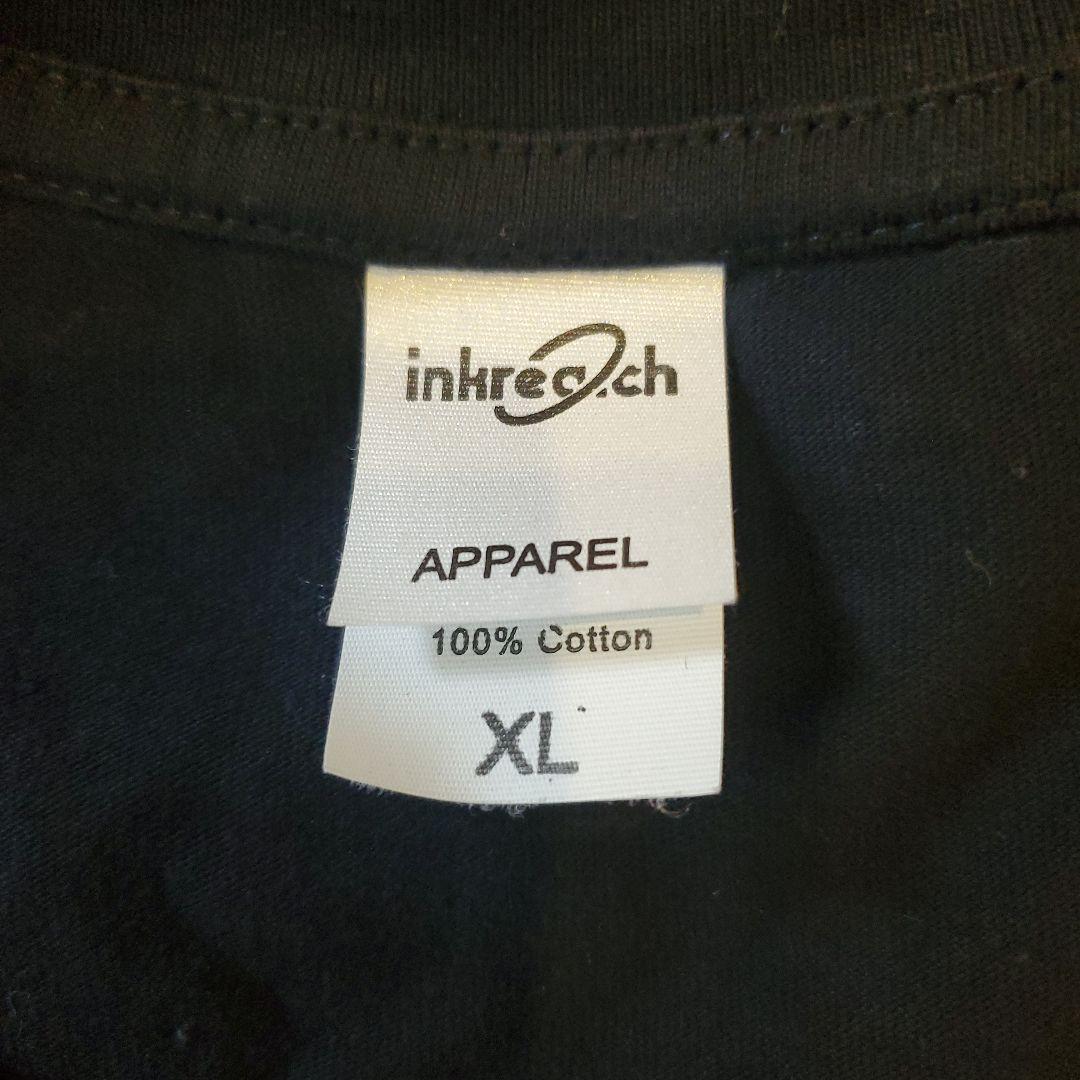 inkreach
APPAREL
100% Cotton
XL